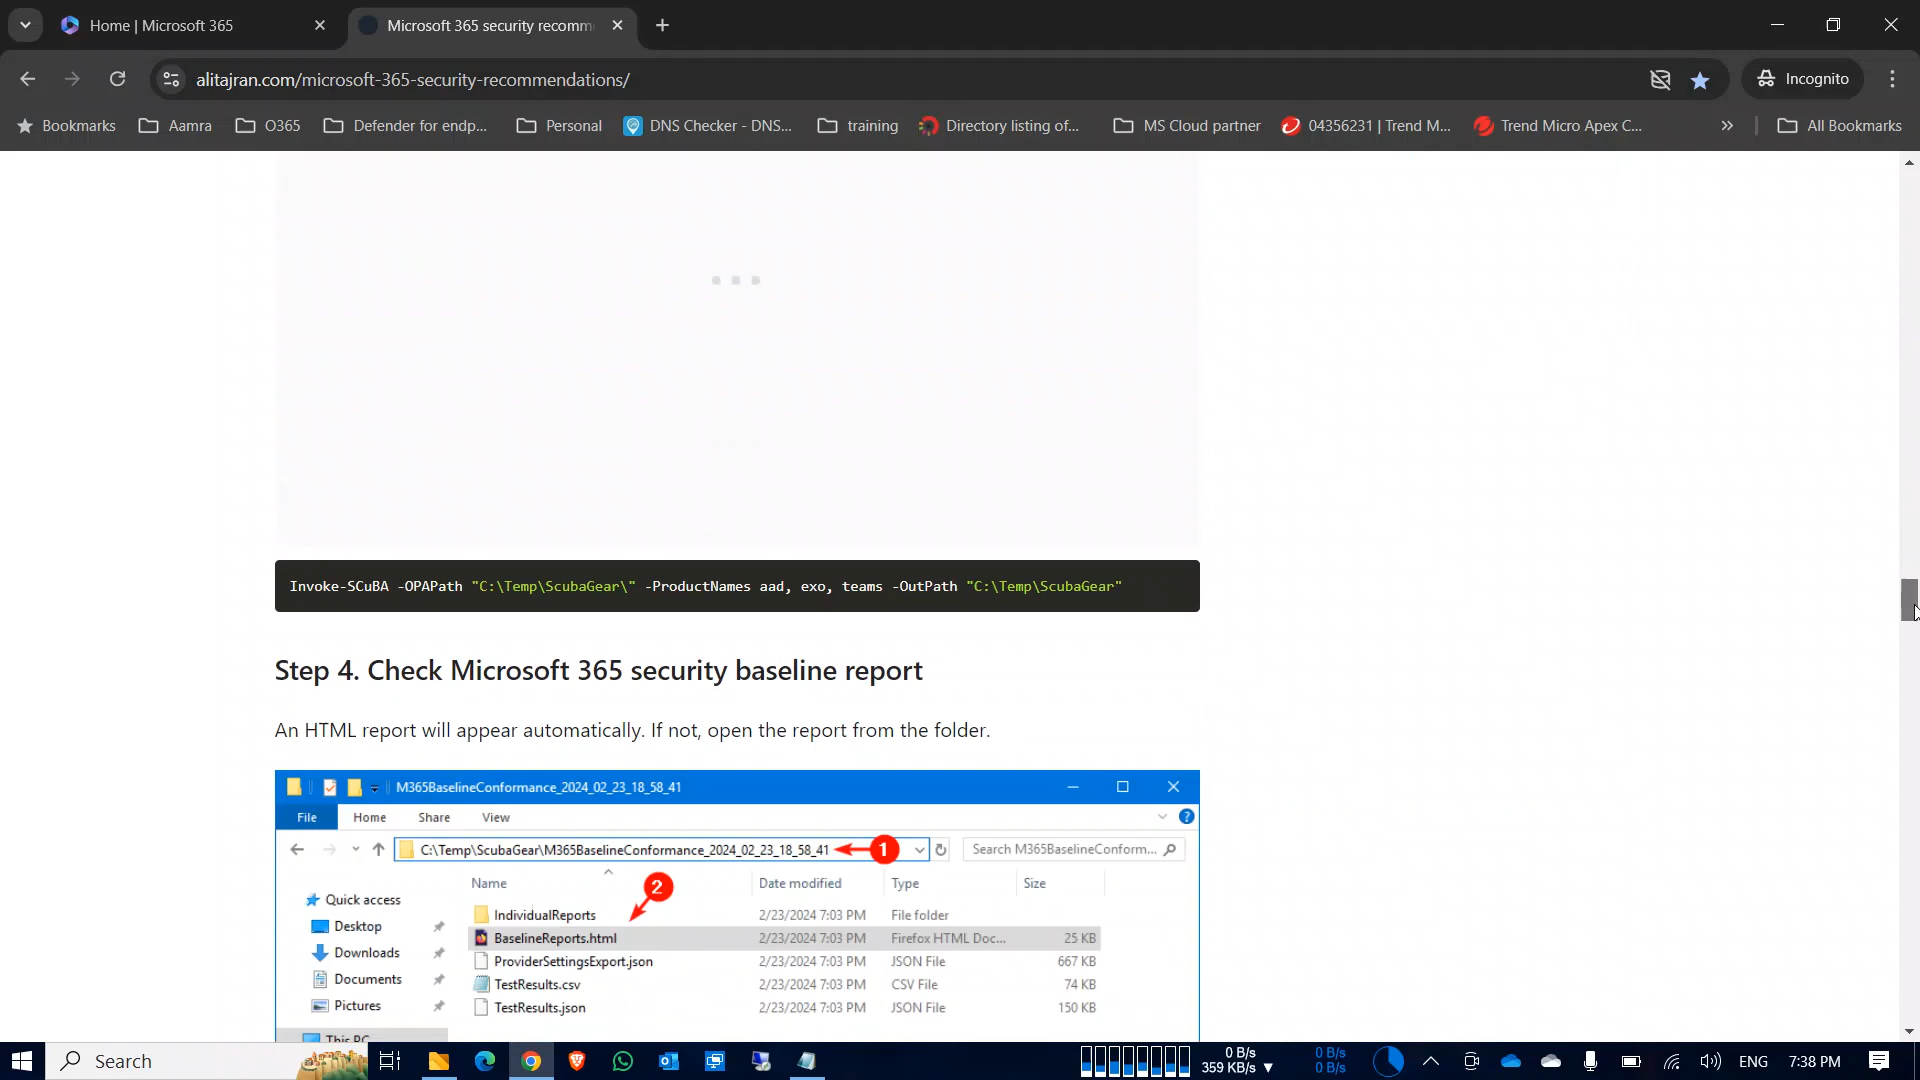 Home | Microsoft 365
Microsoft 365 security recomm
alitajran.com/microsoft-365-security-recommendations/
Incognito
Bookmarks
Aamra
O365
Defender for endp...
Personal
DNS Checker - DNS...
training
Directory listing of...
MS Cloud partner
04356231 | Trend M...
Trend Micro Apex C...
All Bookmarks
Invoke-SCuBA -OPAPath "C:\Temp\ScubaGear\" -ProductNames aad, exo, teams -OutPath "C:\Temp\ScubaGear"
Step 4. Check Microsoft 365 security baseline report
An HTML report will appear automatically. If not, open the report from the folder.
M365BaselineConformance_2024_02_23_18_58_41
File Home Share View
C:\Temp\ScubaGear\M365BaselineConformance_2024_02_23_18_58_41
1
Search M365BaselineConform...
Name Date modified Type Size
2
Quick access
Desktop
Downloads
Documents
Pictures
This PC
IndividualReports 2/23/2024 7:03 PM File folder
BaselineReports.html 2/23/2024 7:03 PM Firefox HTML Doc... 25 KB
ProviderSettingsExport.json 2/23/2024 7:03 PM JSON File 667 KB
TestResults.csv 2/23/2024 7:03 PM CSV File 74 KB
TestResults.json 2/23/2024 7:03 PM JSON File 150 KB
Search
0 B/s
359 KB/s
0 B/s
0 B/s
ENG
7:38 PM